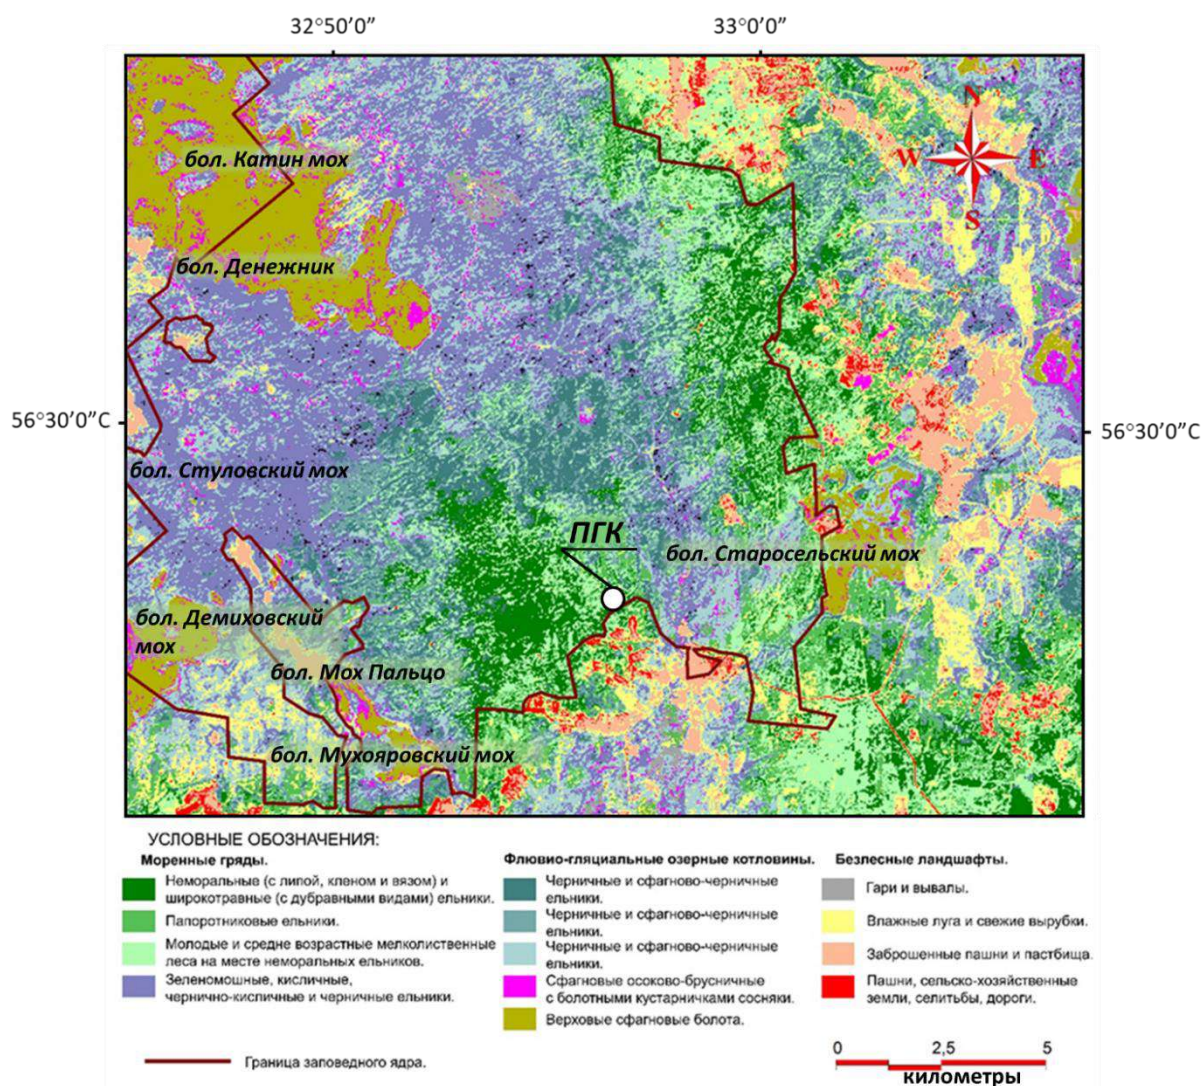 32°50'0"
33°0'0"
N
W
E
S
бол. Катин мох
бол. Денежник
56°30'0"С
56°30'0"С
бол. Стуловский мох
ПГК
бол. Старосельский мох
бол. Демиховский
мох
бол. Мох Пальцо
бол. Мухояровский мох
УСЛОВНЫЕ ОБОЗНАЧЕНИЯ:
Моренные гряды.
Неморальные (с липой, кленом и вязом) и
широкотравные (с дубравными видами) ельники.
Папоротниковые ельники.
Молодые и средне возрастные мелколиственные
леса на месте неморальных ельников.
Зеленомошные, кисличные,
чернично-кисличные и черничные ельники.
Граница заповедного ядра.
Флювио-гляциальные озерные котловины.
Черничные и сфагново-черничные
ельники.
Черничные и сфагново-черничные
ельники.
Черничные и сфагново-черничные
ельники.
Сфагновые осоково-брусничные
с болотными кустарничками сосняки.
Верховые сфагновые болота.
Безлесные ландшафты.
Гари и вывалы.
Влажные луга и свежие вырубки.
Заброшенные пашни и пастбища.
Пашни, сельско-хозяйственные
земли, селитьбы, дороги.
0 2,5 5
километры